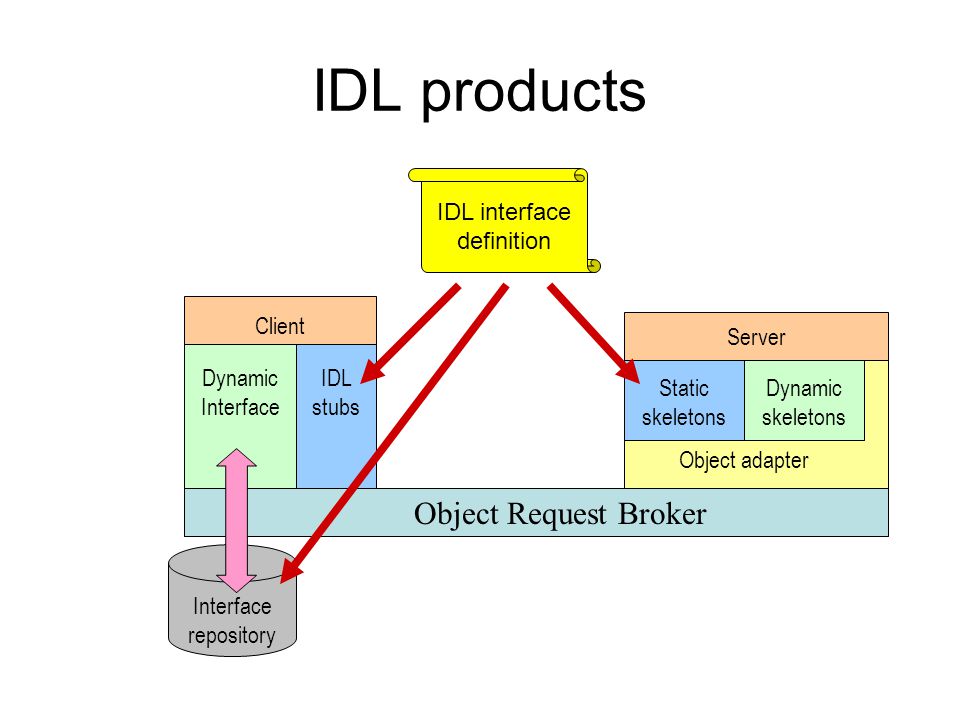 IDL products
IDL interface
definition
Client
Server
Dynamic
Interface
IDL
stubs
Static
skeletons
Dynamic
skeletons
Object adapter
Object Request Broker
Interface
repository